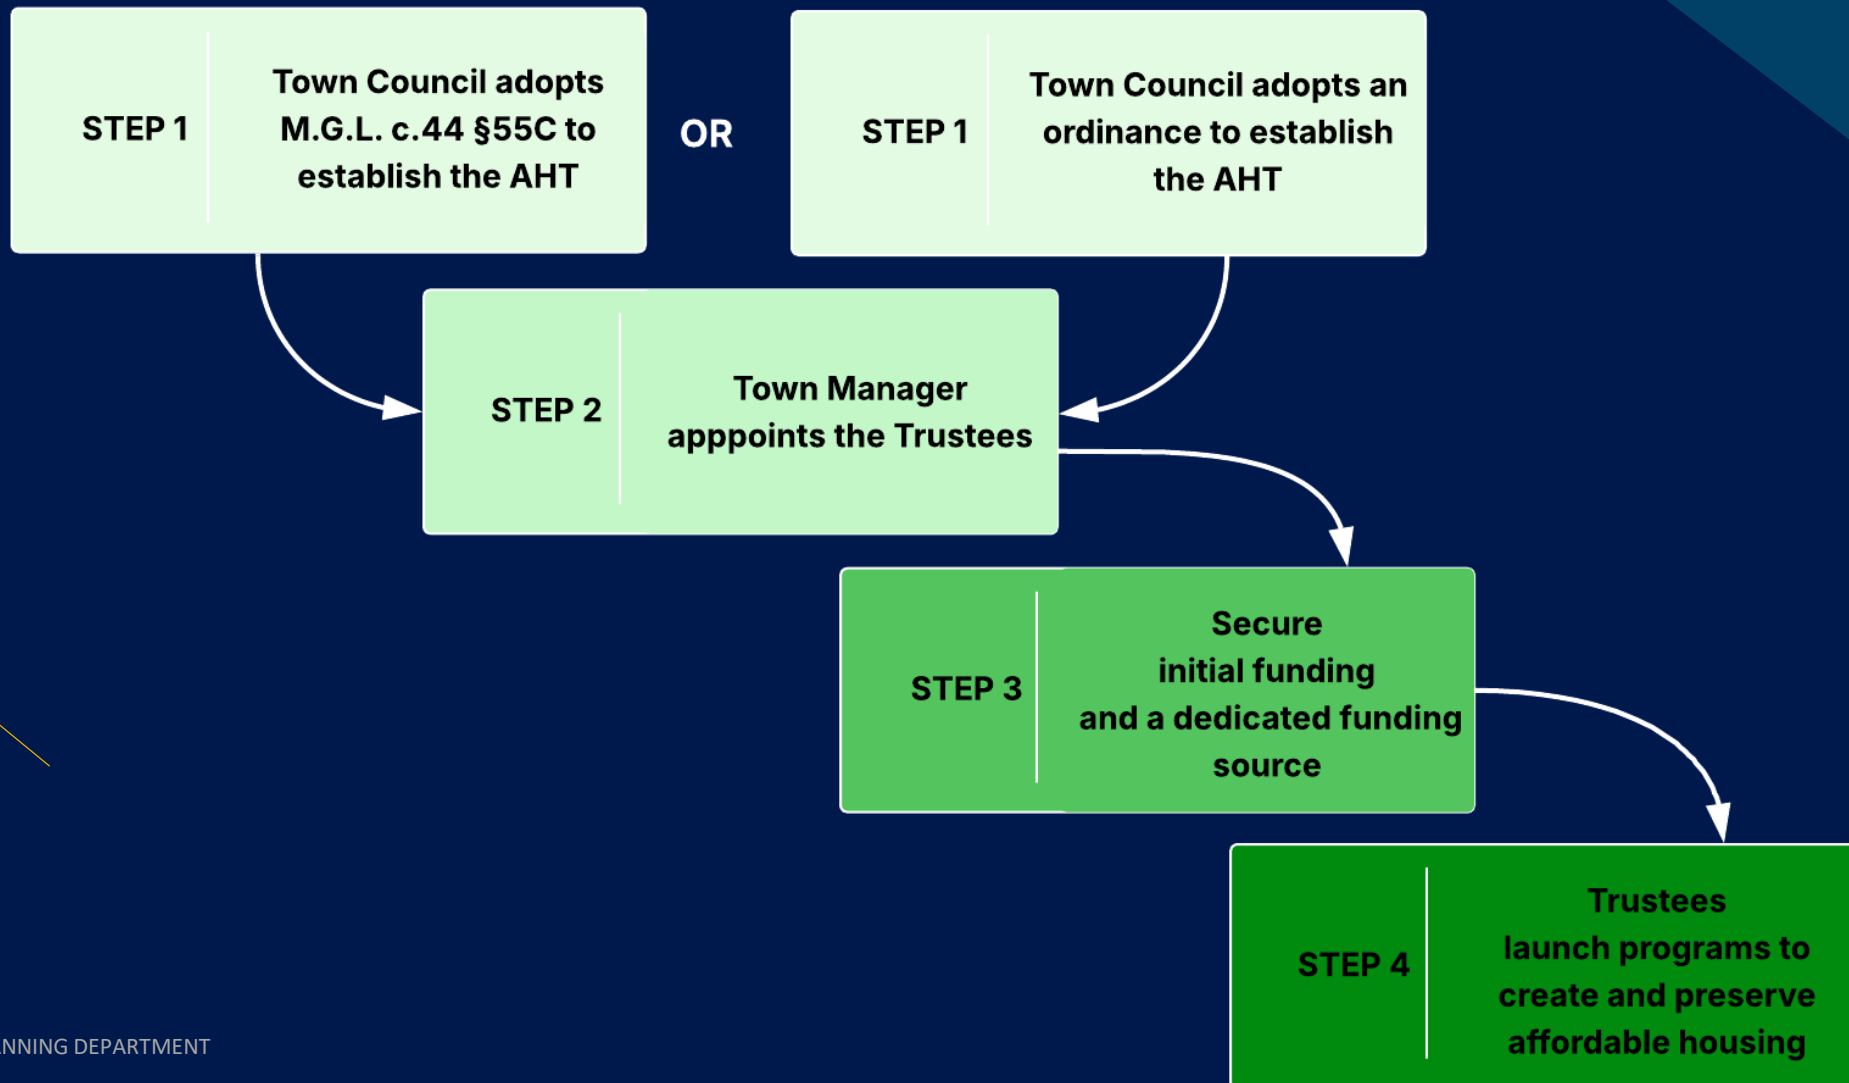 STEP 1
Town Council adopts
M.G.L. c.44 §55C to
establish the AHT
OR
STEP 1
Town Council adopts an
ordinance to establish
the AHT
STEP 2
Town Manager
apppoints the Trustees
STEP 3
Secure
initial funding
and a dedicated funding
source
STEP 4
Trustees
launch programs to
create and preserve
affordable housing
NNING DEPARTMENT